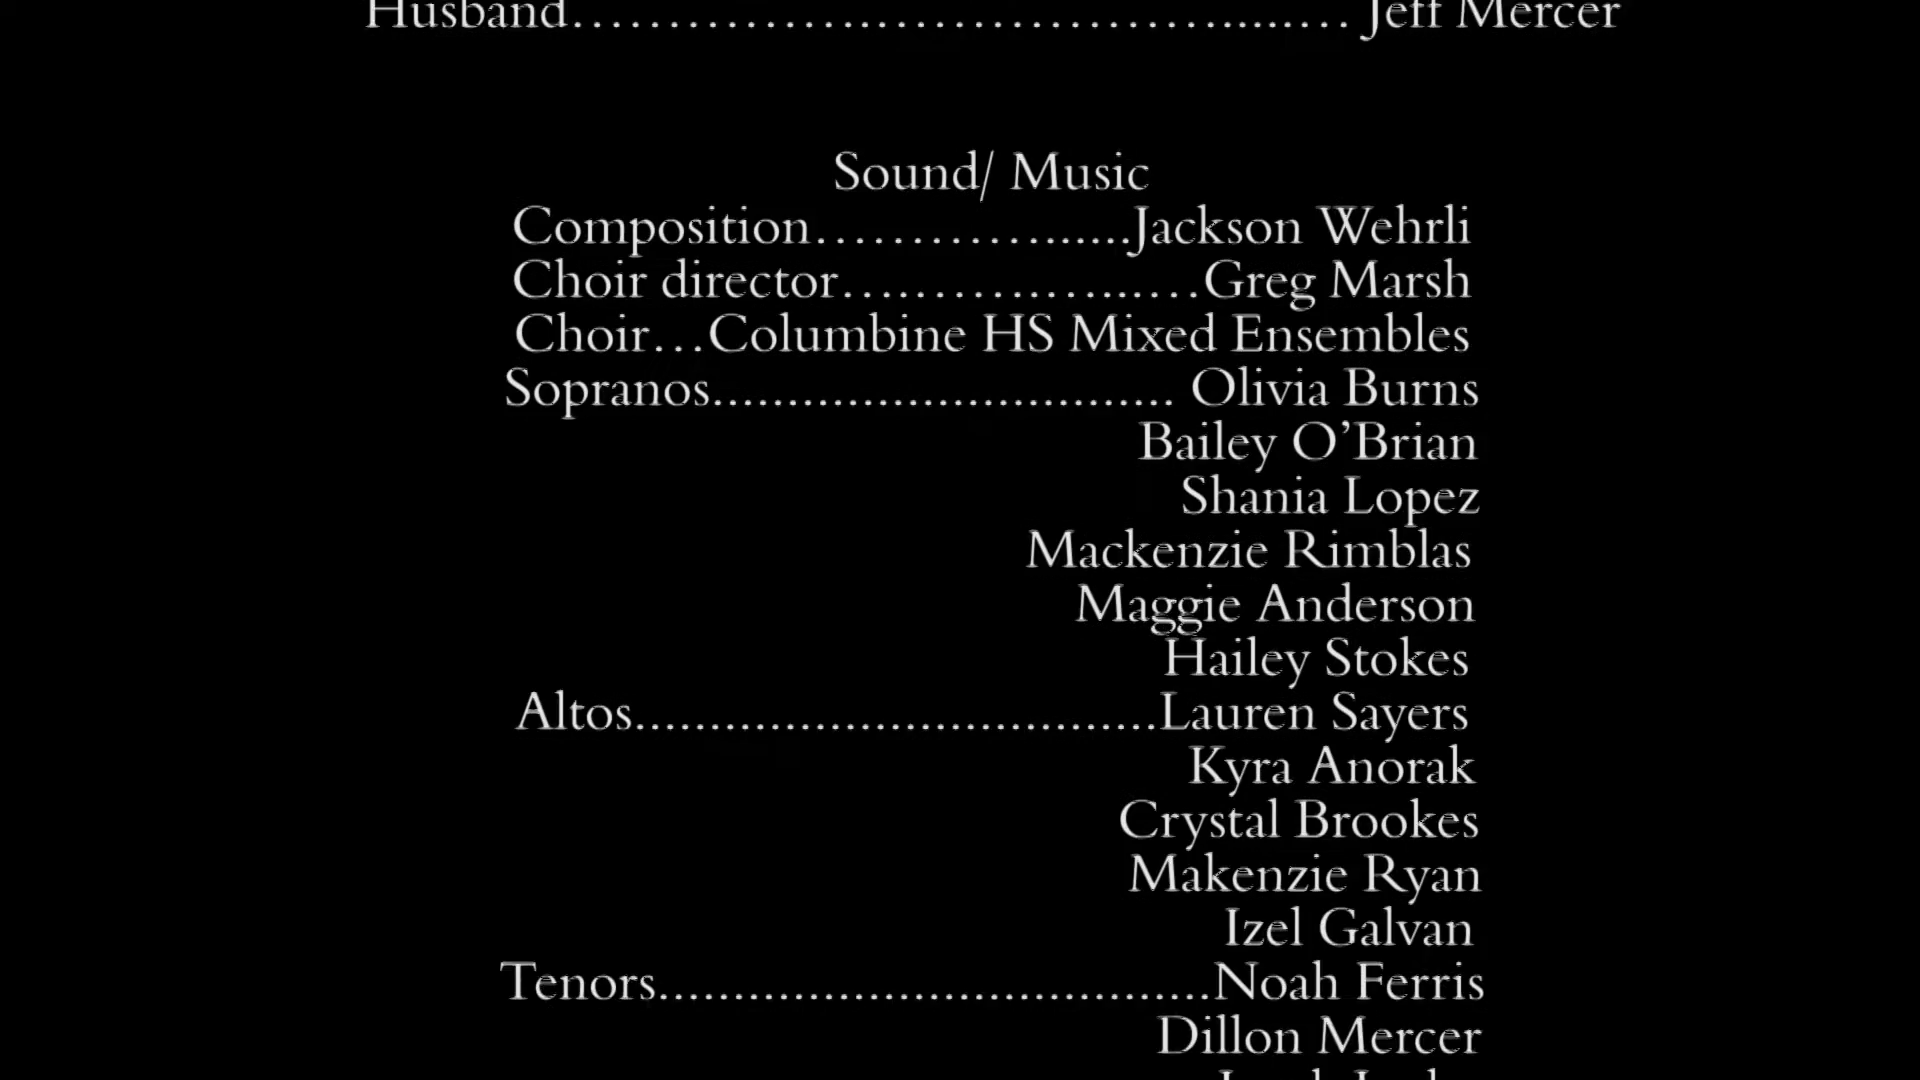 Husband........................................ Jeff Mercer
Sound/ Music
Composition....................Jackson Wehrli
Choir director......................Greg Marsh
Choir...Columbine HS Mixed Ensembles
Sopranos............................... Olivia Burns
Bailey O’Brian
Shania Lopez
Mackenzie Rimblas
Maggie Anderson
Hailey Stokes
Altos...................................Lauren Sayers
Kyra Anorak
Crystal Brookes
Makenzie Ryan
Izel Galvan
Tenors.....................................Noah Ferris
Dillon Mercer